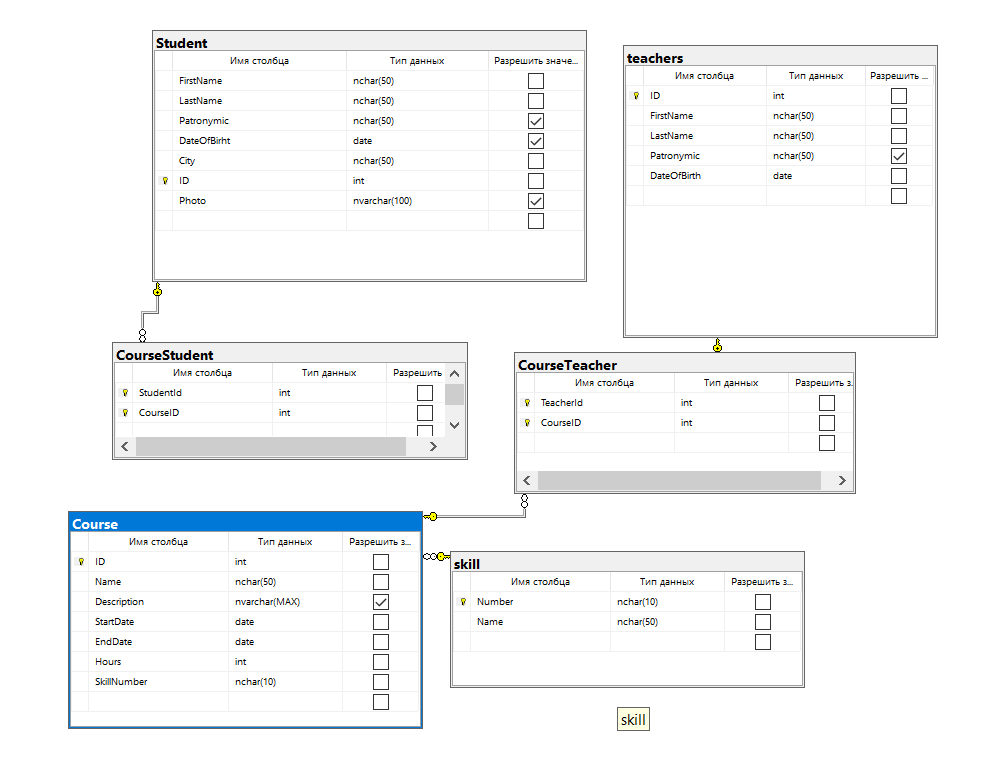 Student
Имя столбца Тип данных Разрешить значе...
FirstName nchar(50)
LastName nchar(50)
Patronymic nchar(50)
DateOfBirht date
City nchar(50)
ID int
Photo nvarchar(100)
teachers
Имя столбца Тип данных Разрешить ...
ID int
FirstName nchar(50)
LastName nchar(50)
Patronymic nchar(50)
DateOfBirth date
CourseStudent
Имя столбца Тип данных Разрешить
StudentId int
CourseID int
CourseTeacher
Имя столбца Тип данных Разрешить з.
TeacherId int
CourseID int
Course
Имя столбца Тип данных Разрешить з...
ID int
Name nchar(50)
Description nvarchar(MAX)
StartDate date
EndDate date
Hours int
SkillNumber nchar(10)
skill
Имя столбца Тип данных Разрешить з...
Number nchar(10)
Name nchar(50)
skill